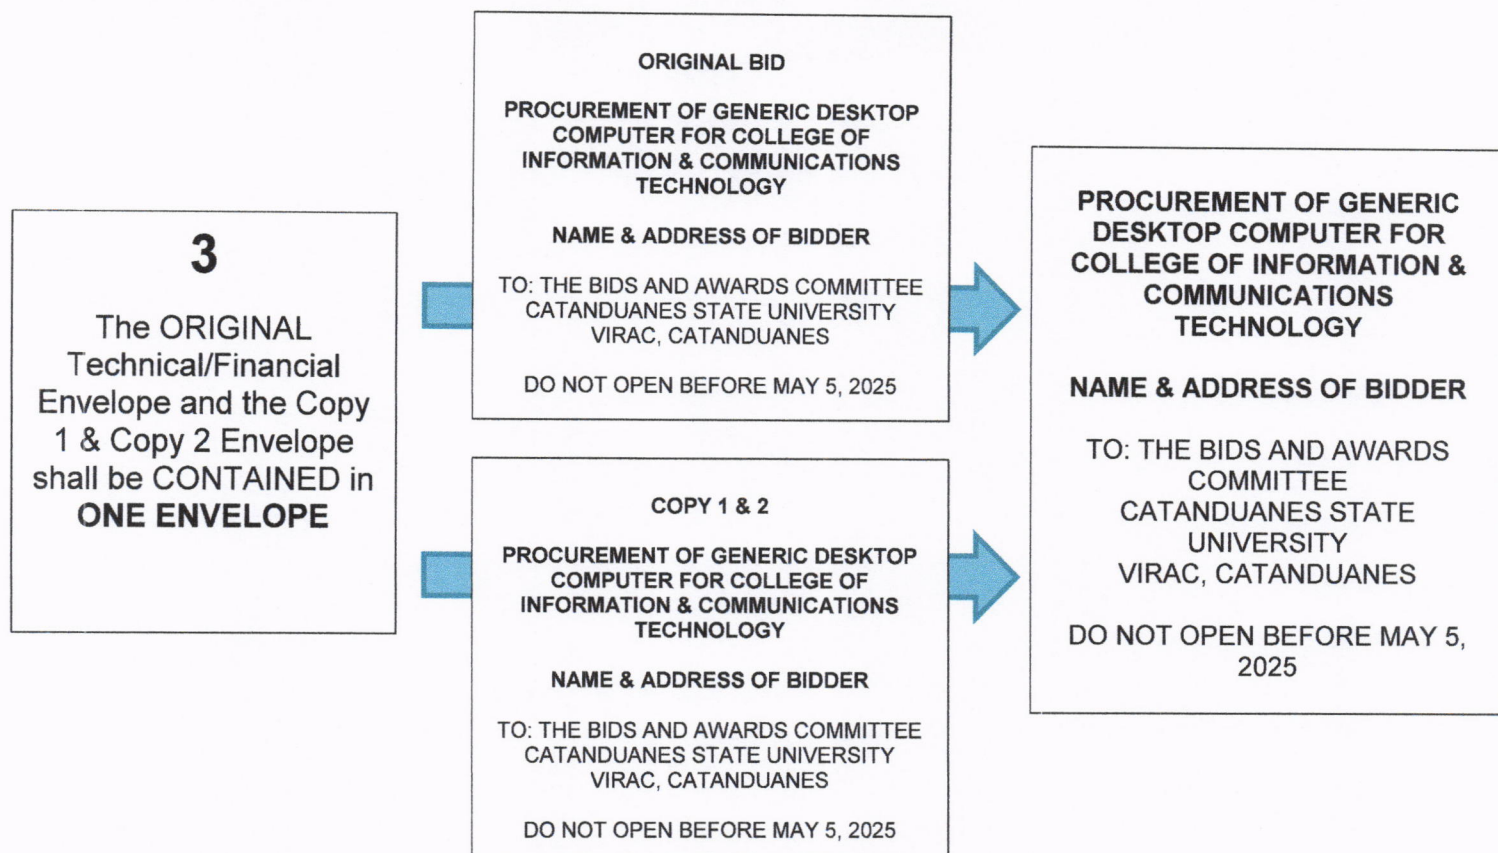 3
The ORIGINAL
Technical/Financial
Envelope and the Copy
1 & Copy 2 Envelope
shall be CONTAINED in
ONE ENVELOPE
ORIGINAL BID
PROCUREMENT OF GENERIC DESKTOP
COMPUTER FOR COLLEGE OF
INFORMATION & COMMUNICATIONS
TECHNOLOGY
NAME & ADDRESS OF BIDDER
TO: THE BIDS AND AWARDS COMMITTEE
CATANDUANES STATE UNIVERSITY
VIRAC, CATANDUANES
DO NOT OPEN BEFORE MAY 5, 2025
COPY 1 & 2
PROCUREMENT OF GENERIC DESKTOP
COMPUTER FOR COLLEGE OF
INFORMATION & COMMUNICATIONS
TECHNOLOGY
NAME & ADDRESS OF BIDDER
TO: THE BIDS AND AWARDS COMMITTEE
CATANDUANES STATE UNIVERSITY
VIRAC, CATANDUANES
DO NOT OPEN BEFORE MAY 5, 2025
PROCUREMENT OF GENERIC
DESKTOP COMPUTER FOR
COLLEGE OF INFORMATION &
COMMUNICATIONS
TECHNOLOGY
NAME & ADDRESS OF BIDDER
TO: THE BIDS AND AWARDS
COMMITTEE
CATANDUANES STATE
UNIVERSITY
VIRAC, CATANDUANES
DO NOT OPEN BEFORE MAY 5,
2025